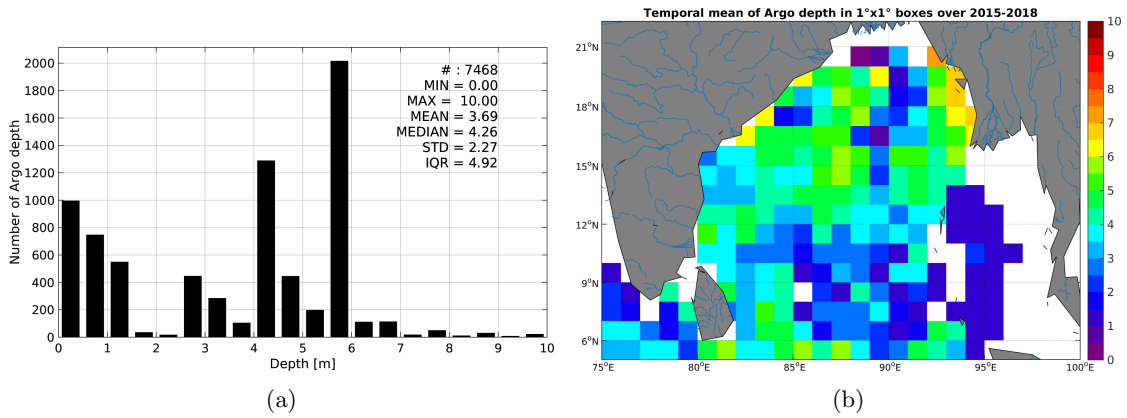 Number of Argo depth
2000
1800
1600
1400
1200
1000
800
600
400
200
0
# : 7468
MIN = 0.00
MAX = 10.00
MEAN = 3.69
MEDIAN = 4.26
STD = 2.27
IQR = 4.92
0 1 2 3 4 5 6 7 8 9 10
Depth [m]
(a)
Temporal mean of Argo depth in 1°x1° boxes over 2015-2018
21°N
18°N
15°N
12°N
9°N
6°N
75°E 80°E 85°E 90°E 95°E 100°E
10
9
8
7
6
5
4
3
2
1
0
(b)